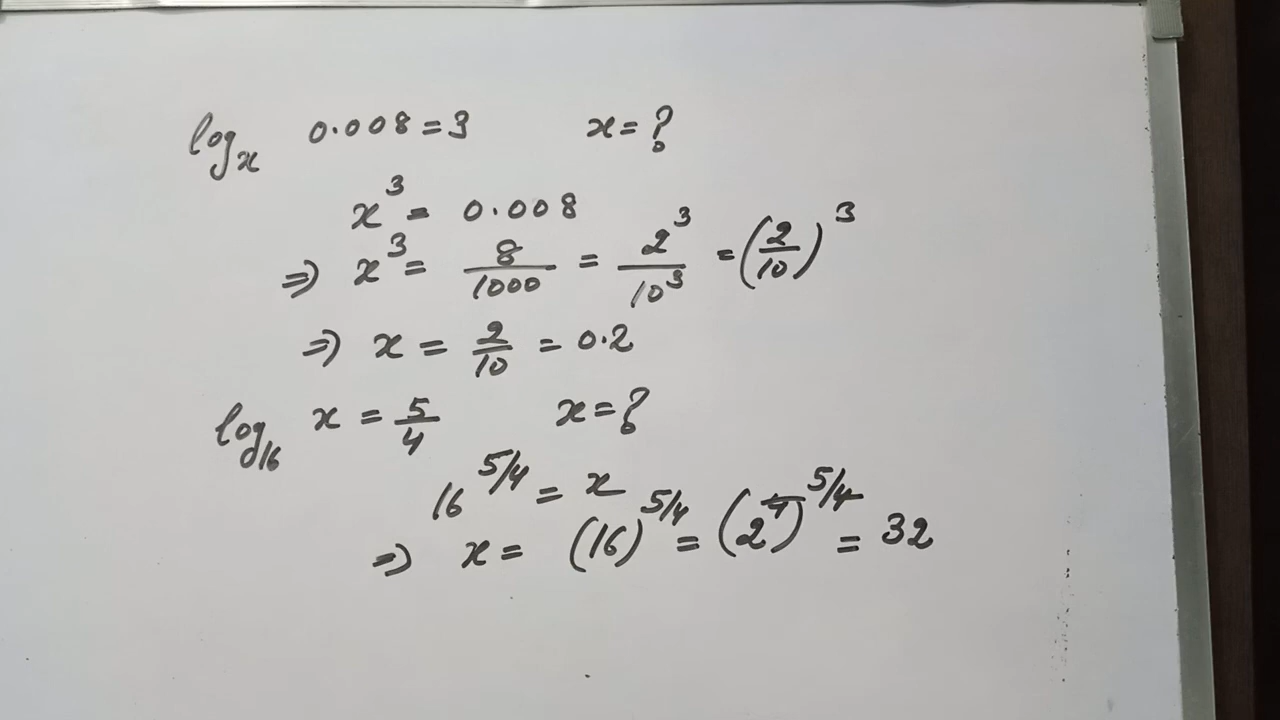 log_x 0.008 = 3 x = ?
x^3 = 0.008
⇒ x^3 = 8/1000 = 2^3/10^3 = (2/10)^3
⇒ x = 2/10 = 0.2
log_16 x = 5/4 x = ?
16^5/4 = x
⇒ x = (16)^5/4 = (2^4)^5/4 = 32